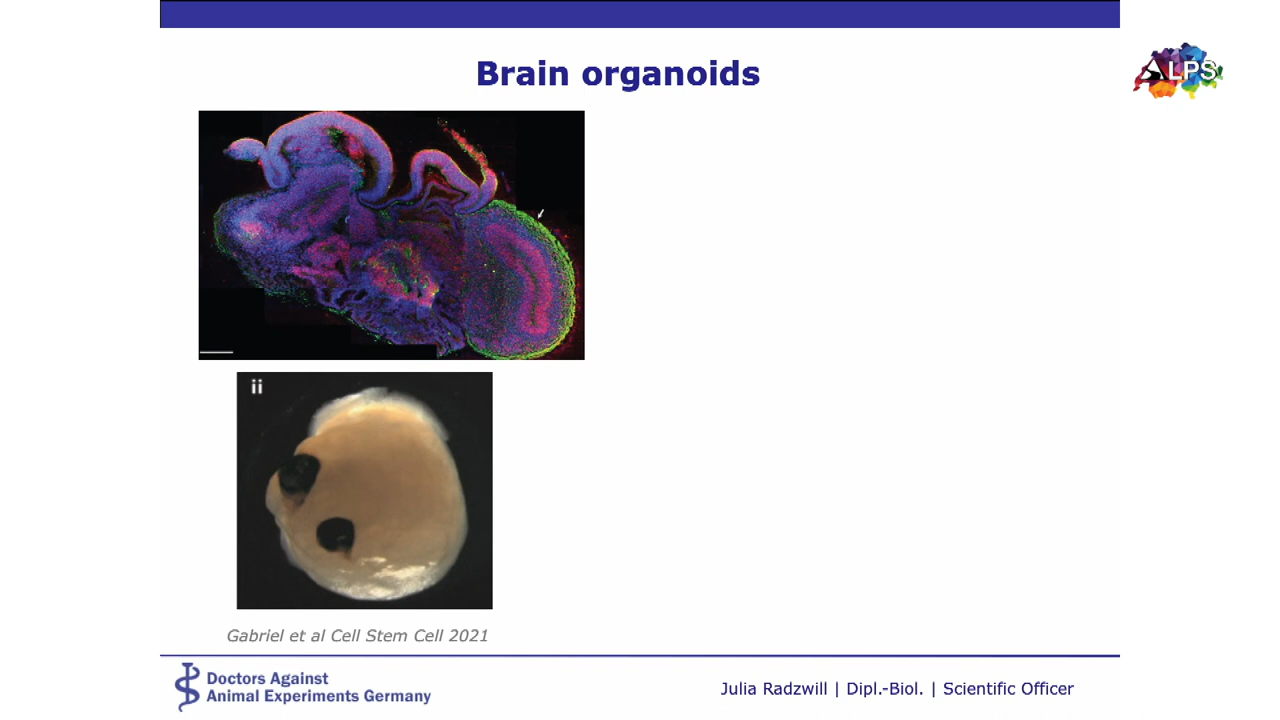 Brain organoids
ALPS
ii
Gabriel et al Cell Stem Cell 2021
Doctors Against
Animal Experiments Germany
Julia Radzwill | Dipl.-Biol. | Scientific Officer